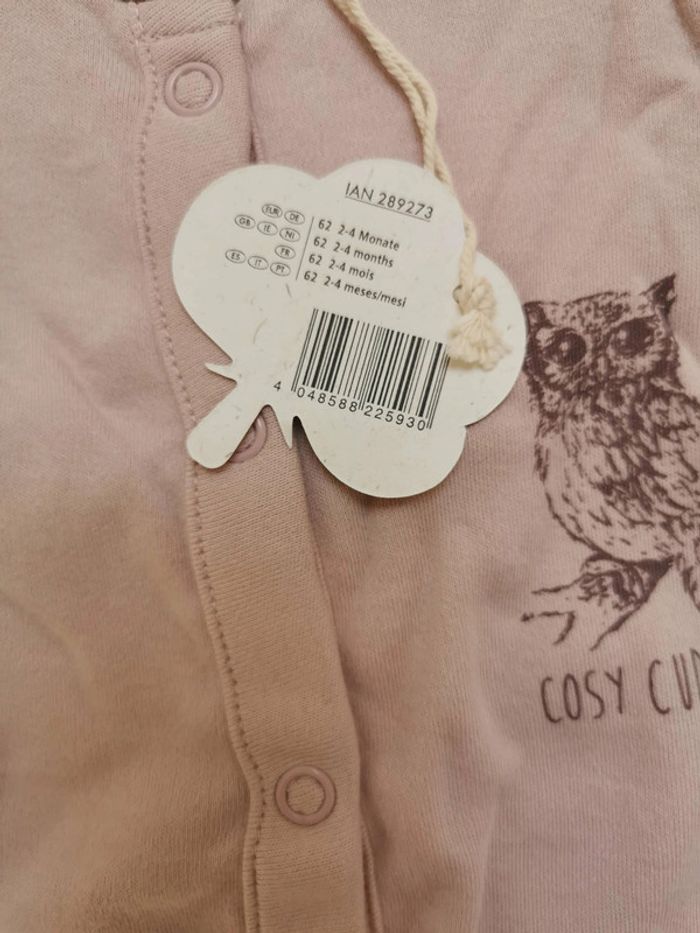 IAN 289273
EUR DE
62 2-4 Monate
GB IE NI
62 2-4 months
FR
62 2-4 mois
ES IT PT
62 2-4 meses/mesi
4 048588 225930
COSY CU